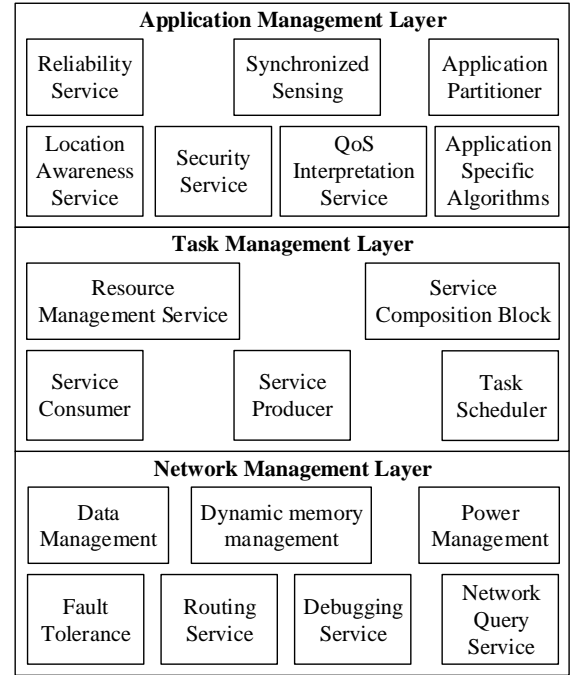 Application Management Layer
Reliability
Service
Synchronized
Sensing
Application
Partitioner
Location
Awareness
Service
Security
Service
QoS
Interpretation
Service
Application
Specific
Algorithms
Task Management Layer
Resource
Management Service
Service
Composition Block
Service
Consumer
Service
Producer
Task
Scheduler
Network Management Layer
Data
Management
Dynamic memory
management
Power
Management
Fault
Tolerance
Routing
Service
Debugging
Service
Network
Query
Service